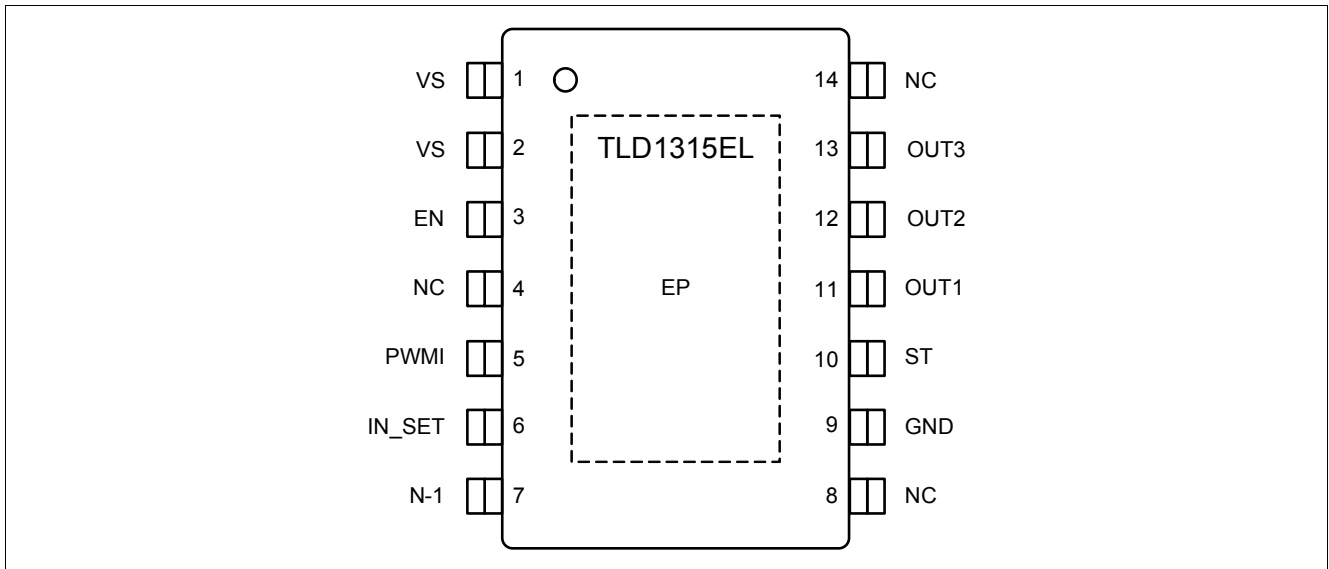 VS 1 14 NC
VS 2 TLD1315EL 13 OUT3
EN 3 12 OUT2
NC 4 EP 11 OUT1
PWMI 5 10 ST
IN_SET 6 9 GND
N-1 7 8 NC